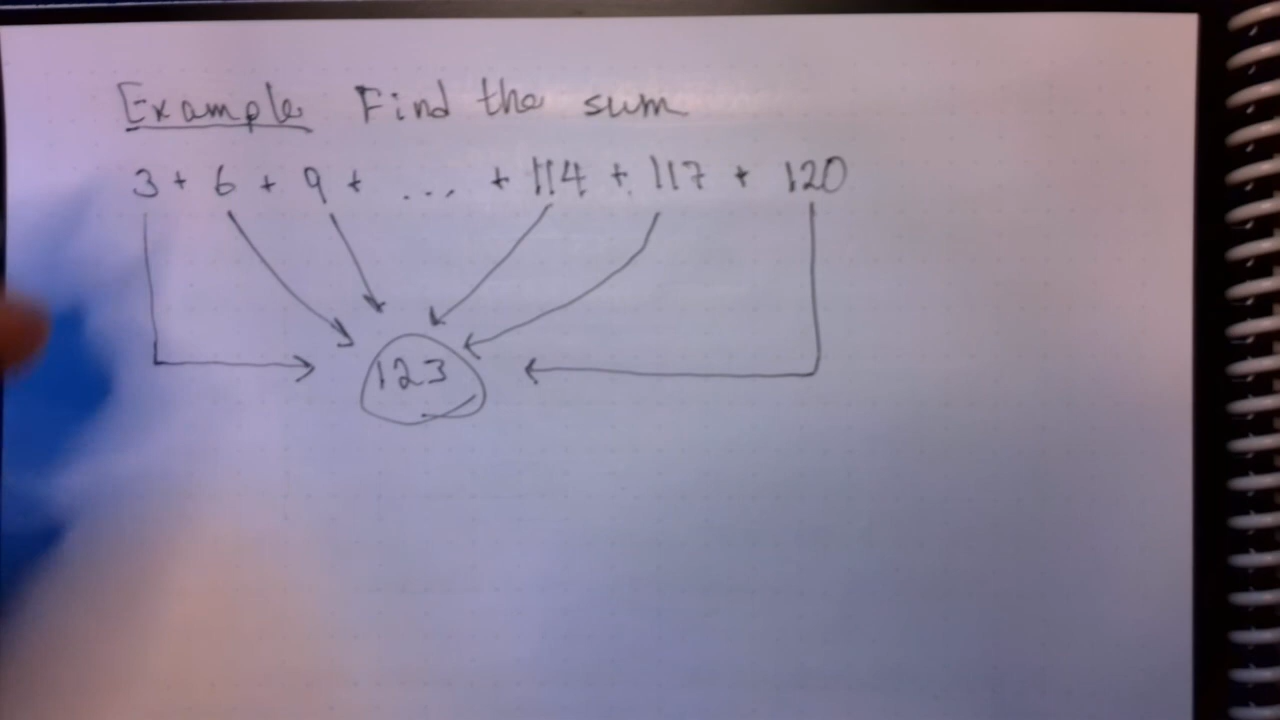 Example Find the sum
3 + 6 + 9 + ... + 114 + 117 + 120
123